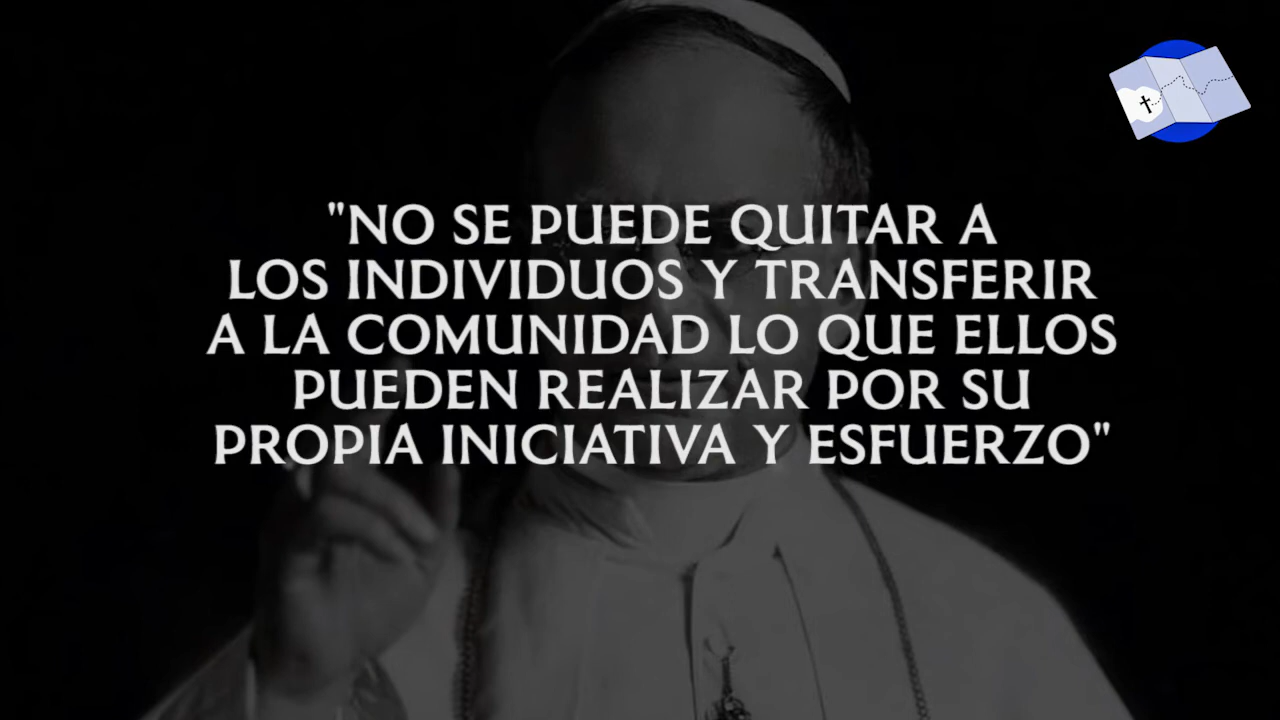 "NO SE PUEDE QUITAR A
LOS INDIVIDUOS Y TRANSFERIR
A LA COMUNIDAD LO QUE ELLOS
PUEDEN REALIZAR POR SU
PROPIA INICIATIVA Y ESFUERZO"